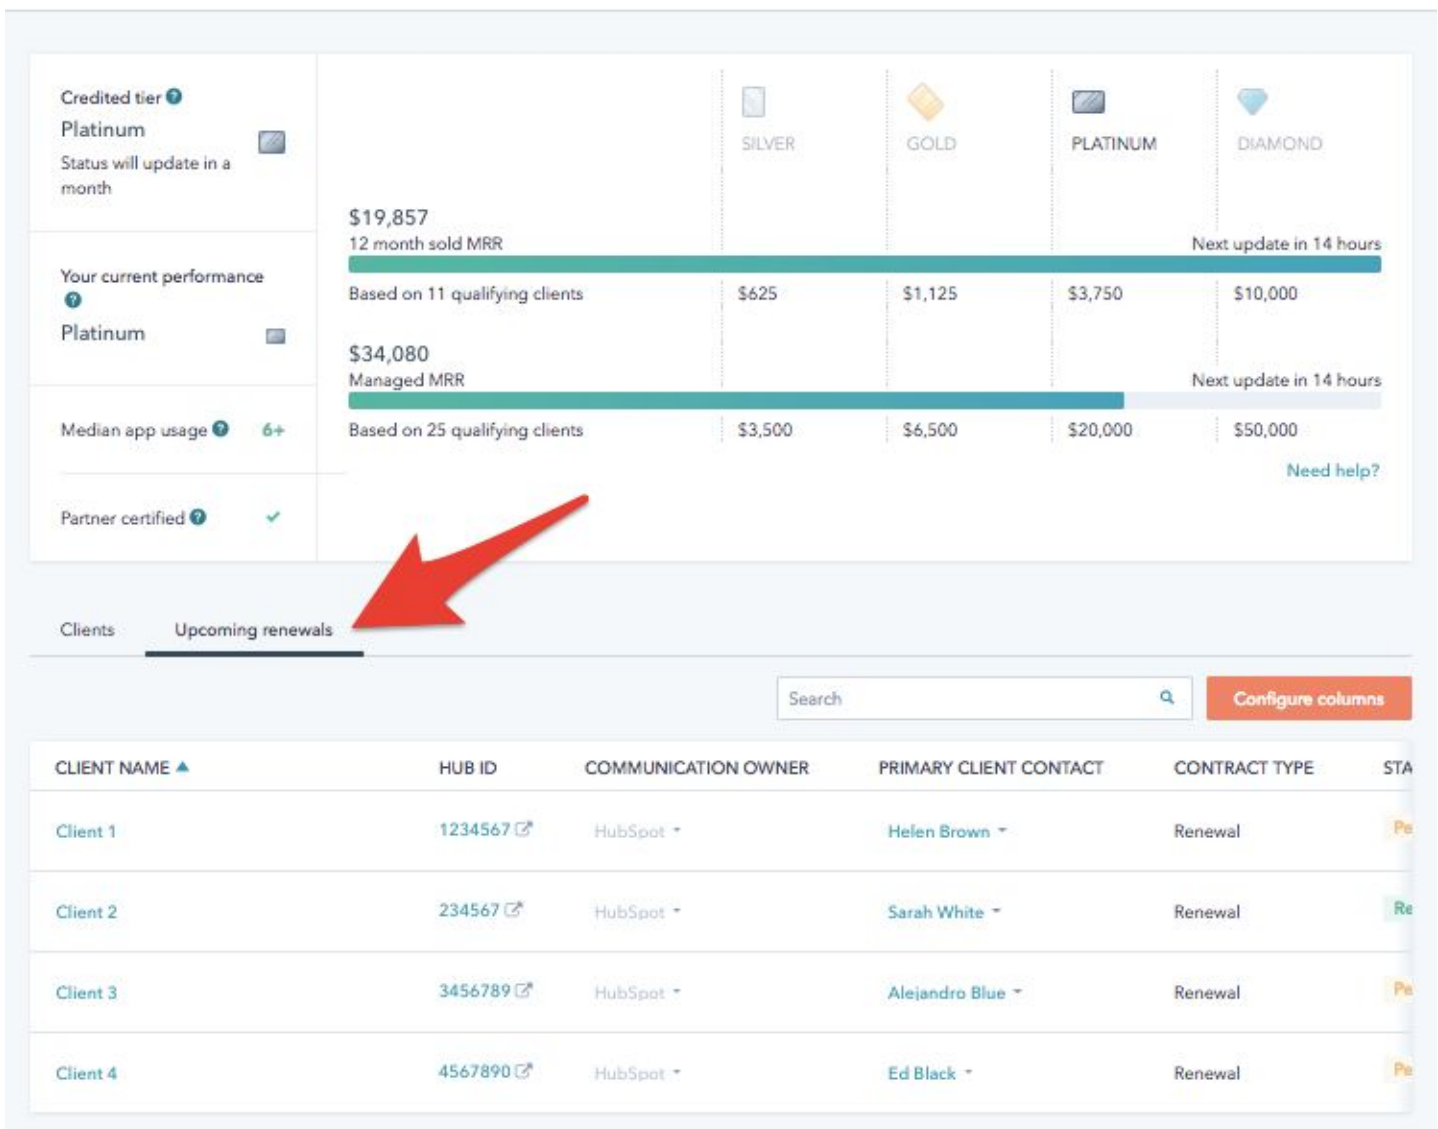 Credited tier
Platinum
Status will update in a
month
Your current performance
Platinum
Median app usage 6+
Partner certified
SILVER GOLD PLATINUM DIAMOND
$19,857
12 month sold MRR Next update in 14 hours
Based on 11 qualifying clients $625 $1,125 $3,750 $10,000
$34,080
Managed MRR Next update in 14 hours
Based on 25 qualifying clients $3,500 $6,500 $20,000 $50,000
Need help?
Clients Upcoming renewals
Search Configure columns
CLIENT NAME HUB ID COMMUNICATION OWNER PRIMARY CLIENT CONTACT CONTRACT TYPE STA
Client 1 1234567 HubSpot Helen Brown Renewal Pe
Client 2 234567 HubSpot Sarah White Renewal Re
Client 3 3456789 HubSpot Alejandro Blue Renewal Pe
Client 4 4567890 HubSpot Ed Black Renewal Pe